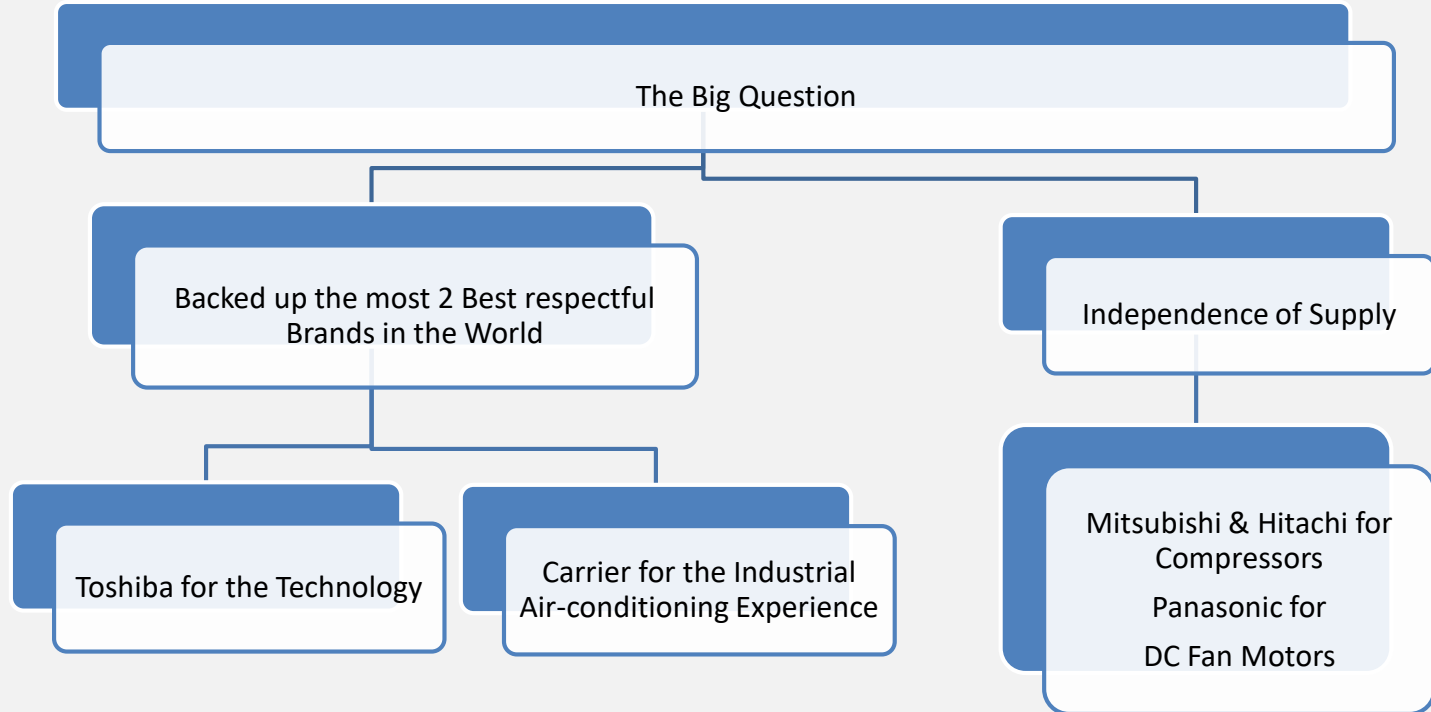 The Big Question
Backed up the most 2 Best respectful
Brands in the World
Independence of Supply
Toshiba for the Technology
Carrier for the Industrial
Air-conditioning Experience
Mitsubishi & Hitachi for
Compressors
Panasonic for
DC Fan Motors